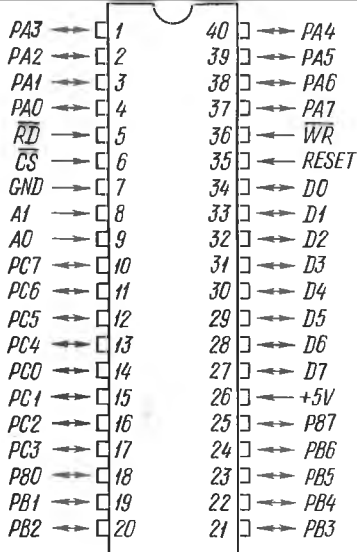 PA3 1 40 PA4
PA2 2 39 PA5
PA1 3 38 PA6
PA0 4 37 PA7
R̅D̅ 5 36 W̅R̅
C̅S̅ 6 35 RESET
GND 7 34 D0
A1 8 33 D1
A0 9 32 D2
PC7 10 31 D3
PC6 11 30 D4
PC5 12 29 D5
PC4 13 28 D6
PC0 14 27 D7
PC1 15 26 +5V
PC2 16 25 P87
PC3 17 24 PB6
P80 18 23 PB5
PB1 19 22 PB4
PB2 20 21 PB3